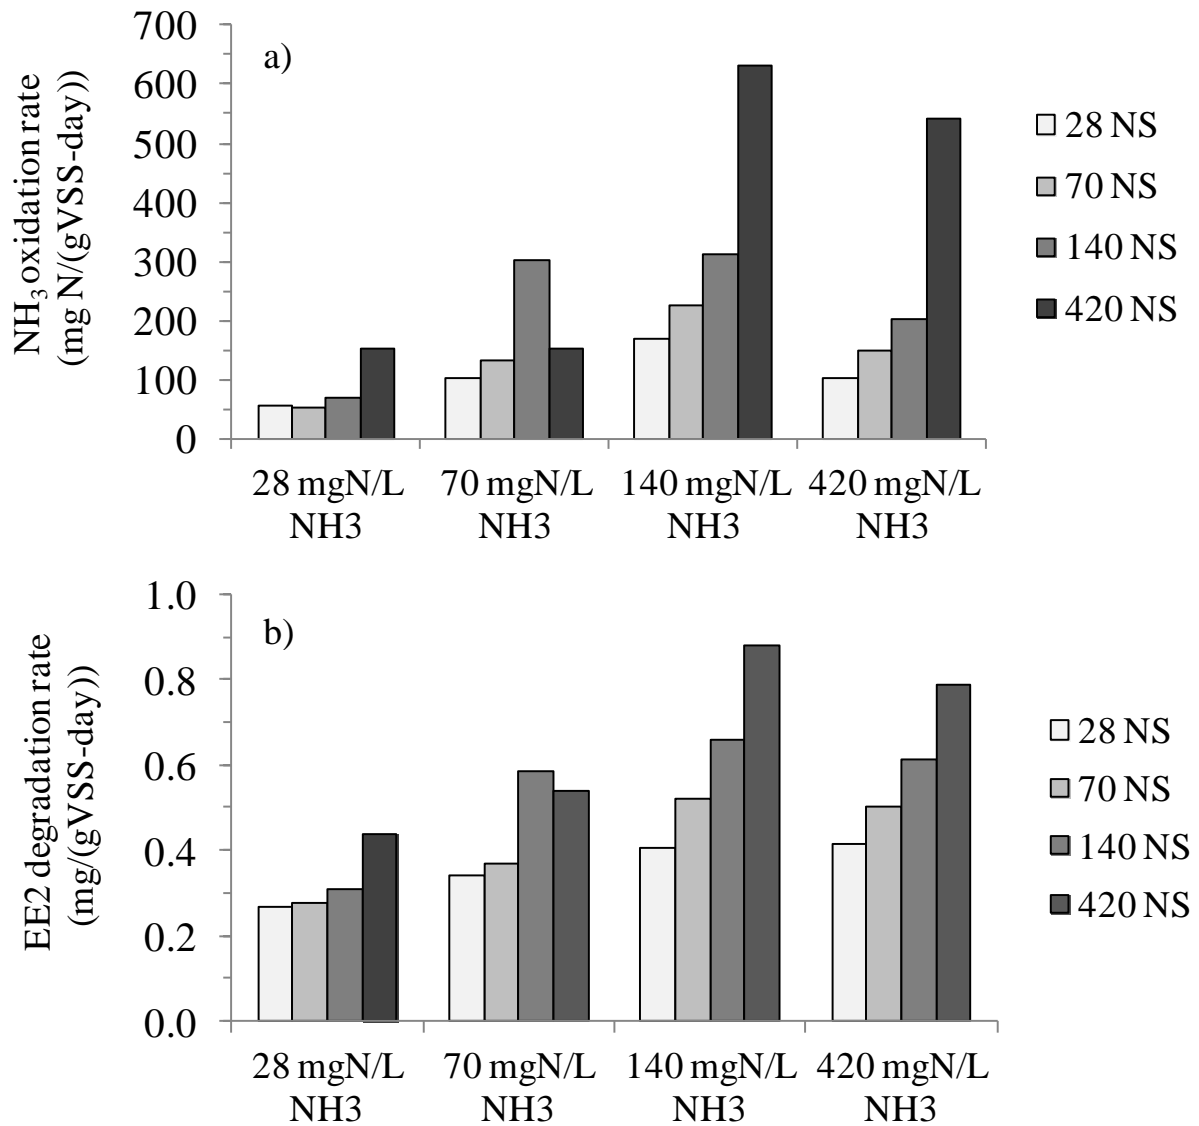 a)
NH3 oxidation rate
(mg N/(gVSS-day))
700
600
500
400
300
200
100
0
28 mgN/L
NH3
70 mgN/L
NH3
140 mgN/L
NH3
420 mgN/L
NH3
28 NS
70 NS
140 NS
420 NS
b)
EE2 degradation rate
(mg/(gVSS-day))
1.0
0.8
0.6
0.4
0.2
0.0
28 mgN/L
NH3
70 mgN/L
NH3
140 mgN/L
NH3
420 mgN/L
NH3
28 NS
70 NS
140 NS
420 NS